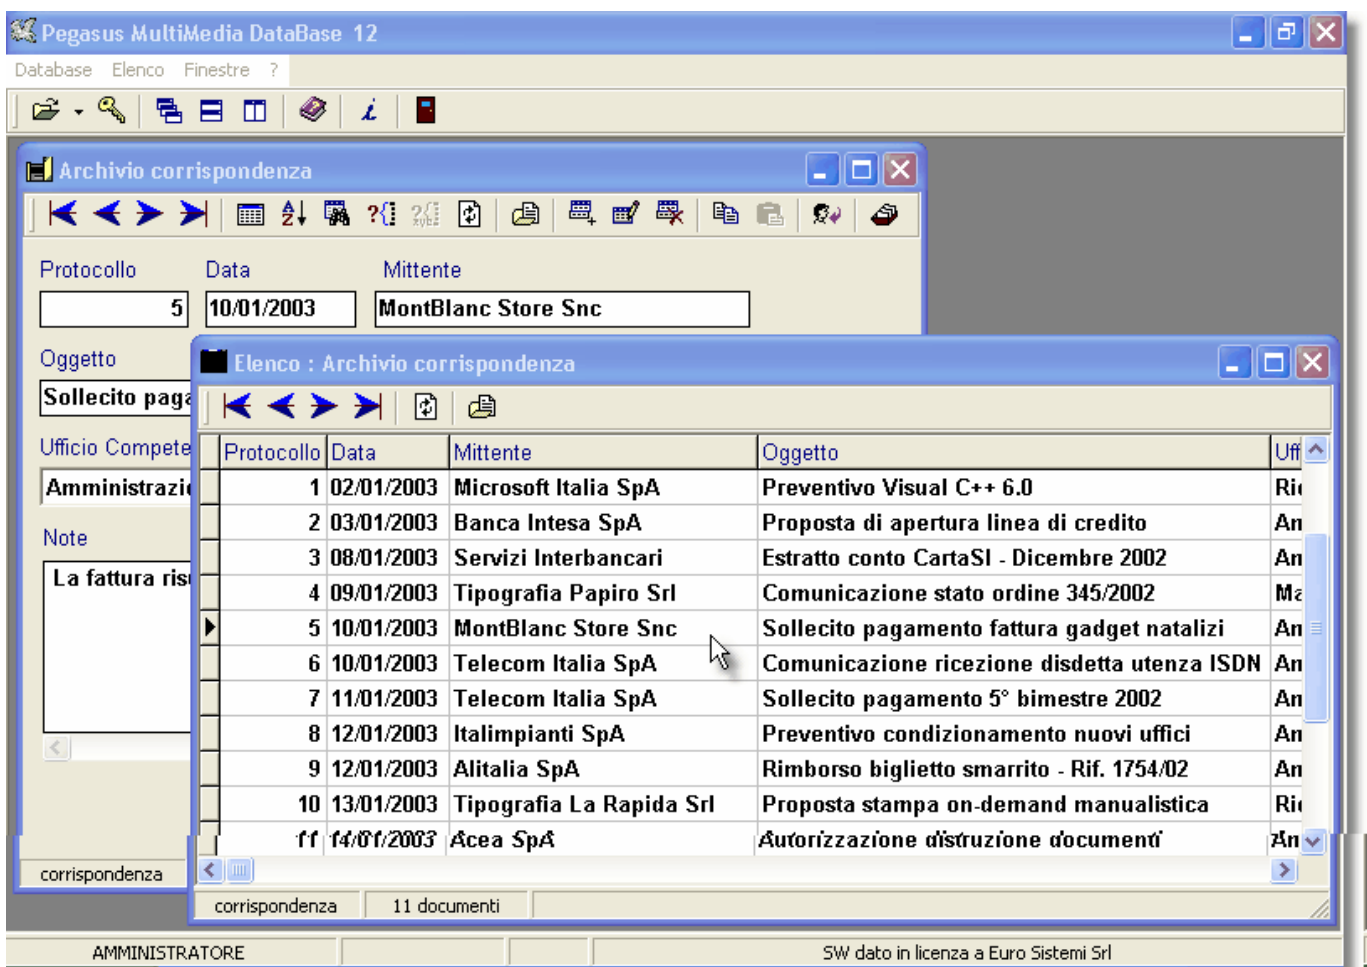 Pegasus MultiMedia DataBase 12
Database Elenco Finestre ?
Archivio corrispondenza
Protocollo Data Mittente
5 10/01/2003 MontBlanc Store Snc
Oggetto
Sollecito paga
Ufficio Compete
Amministrazi
Note
La fattura ris
corrispondenza
Elenco : Archivio corrispondenza
Protocollo Data Mittente Oggetto Uff
1 02/01/2003 Microsoft Italia SpA Preventivo Visual C++ 6.0 Ri
2 03/01/2003 Banca Intesa SpA Proposta di apertura linea di credito An
3 08/01/2003 Servizi Interbancari Estratto conto CartaSI - Dicembre 2002 An
4 09/01/2003 Tipografia Papiro Srl Comunicazione stato ordine 345/2002 Ma
5 10/01/2003 MontBlanc Store Snc Sollecito pagamento fattura gadget natalizi An
6 10/01/2003 Telecom Italia SpA Comunicazione ricezione disdetta utenza ISDN An
7 11/01/2003 Telecom Italia SpA Sollecito pagamento 5° bimestre 2002 An
8 12/01/2003 Italimpianti SpA Preventivo condizionamento nuovi uffici An
9 12/01/2003 Alitalia SpA Rimborso biglietto smarrito - Rif. 1754/02 An
10 13/01/2003 Tipografia La Rapida Srl Proposta stampa on-demand manualistica Ri
11 14/01/2003 Acea SpA Autorizzazione distruzione documenti An
corrispondenza 11 documenti
AMMINISTRATORE SW dato in licenza a Euro Sistemi Srl